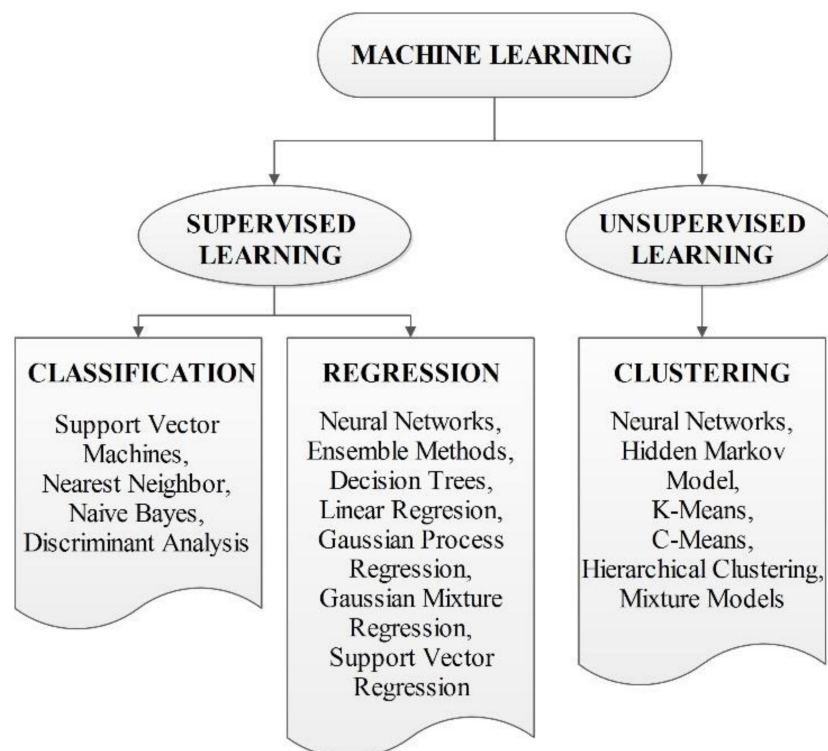 MACHINE LEARNING
SUPERVISED
LEARNING
UNSUPERVISED
LEARNING
CLASSIFICATION
Support Vector
Machines,
Nearest Neighbor,
Naive Bayes,
Discriminant Analysis
REGRESSION
Neural Networks,
Ensemble Methods,
Decision Trees,
Linear Regresion,
Gaussian Process
Regression,
Gaussian Mixture
Regression,
Support Vector
Regression
CLUSTERING
Neural Networks,
Hidden Markov
Model,
K-Means,
C-Means,
Hierarchical Clustering,
Mixture Models